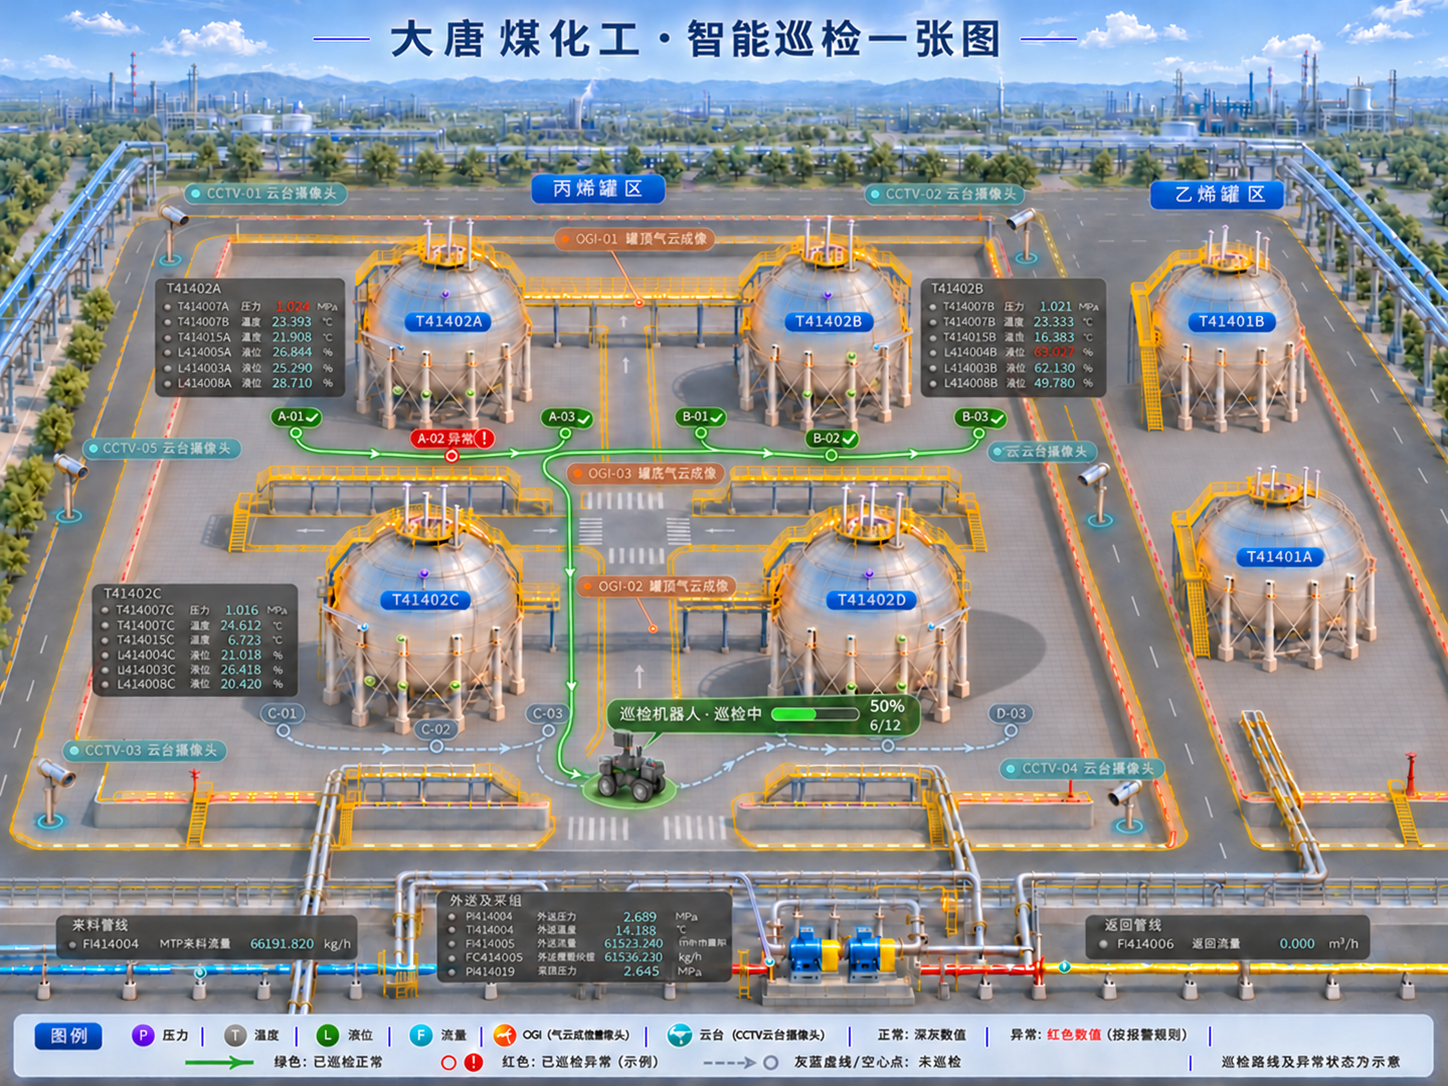 大唐 煤化工·智能巡检一张图
CCTV-01 云台摄像头
丙烯罐区
CCTV-02 云台摄像头
乙烯罐区
OGI-01 罐顶气云成像
T41402A
T414007A 压力 1.024 MPa
T414007B 温度 23.393 ℃
T414015A 温度 21.908 ℃
L414005A 液位 26.844 %
L414003A 液位 25.290 %
L414008A 液位 28.710 %
T41402A
T41402B
T41402B
T414007B 压力 1.021 MPa
T414007B 温度 23.333 ℃
T414015B 温度 16.383 ℃
L414004B 液位 63.027 %
L414003B 液位 62.130 %
L414008B 液位 49.780 %
T41401B
A-01
A-02 异常 !
A-03
B-01
B-02
B-03
CCTV-05 云台摄像头
云云台摄像头
OGI-03 罐底气云成像
T41401A
OGI-02 罐顶气云成像
T41402C
T41402D
T41402C
T414007C 压力 1.016 MPa
T414007C 温度 24.612 ℃
T414015C 温度 6.723 ℃
L414004C 液位 21.018 %
L414003C 液位 26.418 %
L414008C 液位 20.420 %
C-01
C-02
C-03
巡检机器人·巡检中 50%
6/12
D-03
CCTV-03 云台摄像头
CCTV-04 云台摄像头
来料管线
FI414004 MTP来料流量 66191.820 kg/h
外送及采组
PI414004 外送压力 2.689 MPa
TI414004 外送温度 14.188 ℃
FI414005 外送流量 61523.240
FC414005 61536.230 kg/h
PI414019 压力 2.645 MPa
返回管线
FI414006 返回流量 0.000 m³/h
图例 P 压力 T 温度 L 液位 F 流量 OGI (气云成像摄像头) 云台 (CCTV云台摄像头) 正常: 深灰数值 异常: 红色数值 (按报警规则)
绿色: 已巡检正常 ! 红色: 已巡检异常 (示例) 灰蓝虚线/空心点: 未巡检 巡检路线及异常状态为示意